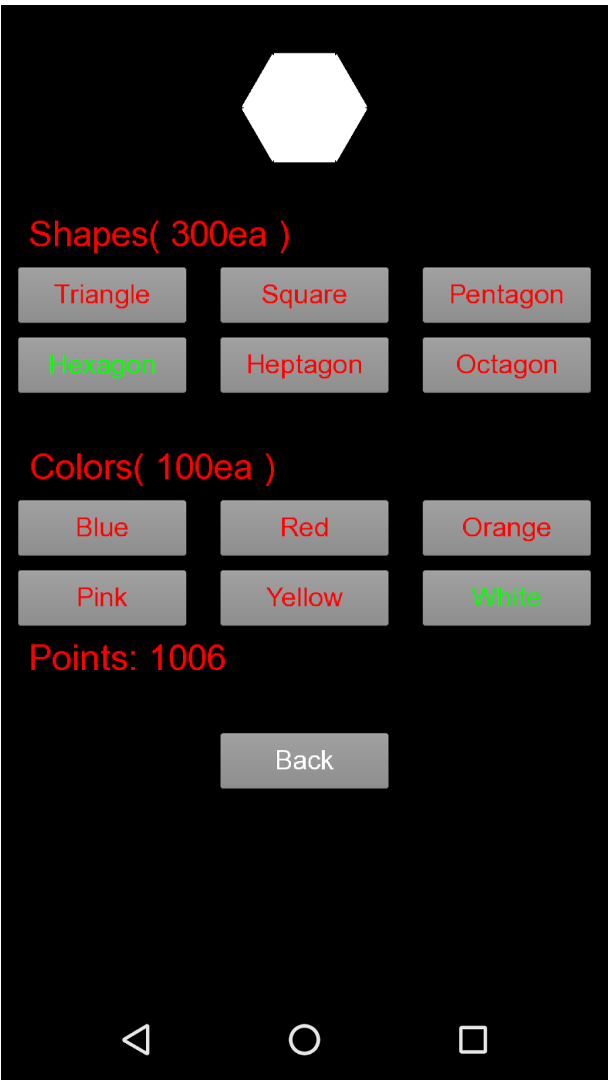 Shapes( 300ea )
Triangle Square Pentagon
Hexagon Heptagon Octagon
Colors( 100ea )
Blue Red Orange
Pink Yellow White
Points: 1006
Back